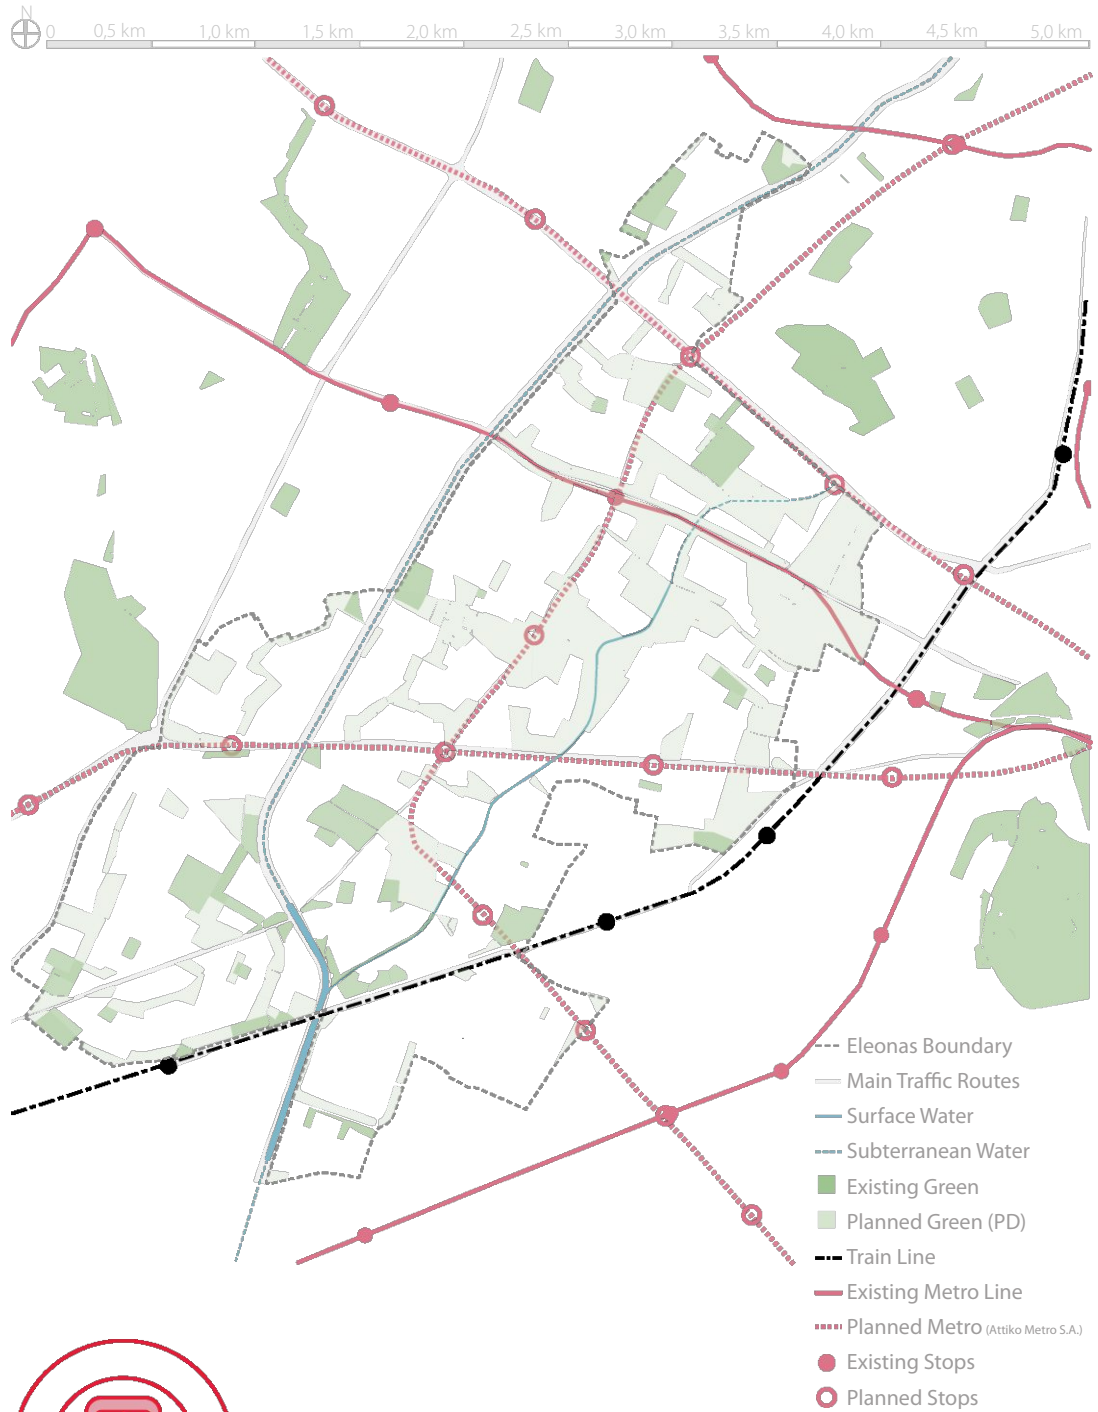 N
0 0,5 km 1,0 km 1,5 km 2,0 km 2,5 km 3,0 km 3,5 km 4,0 km 4,5 km 5,0 km
Eleonas Boundary
Main Traffic Routes
Surface Water
Subterranean Water
Existing Green
Planned Green (PD)
Train Line
Existing Metro Line
Planned Metro (Attiko Metro S.A.)
Existing Stops
Planned Stops